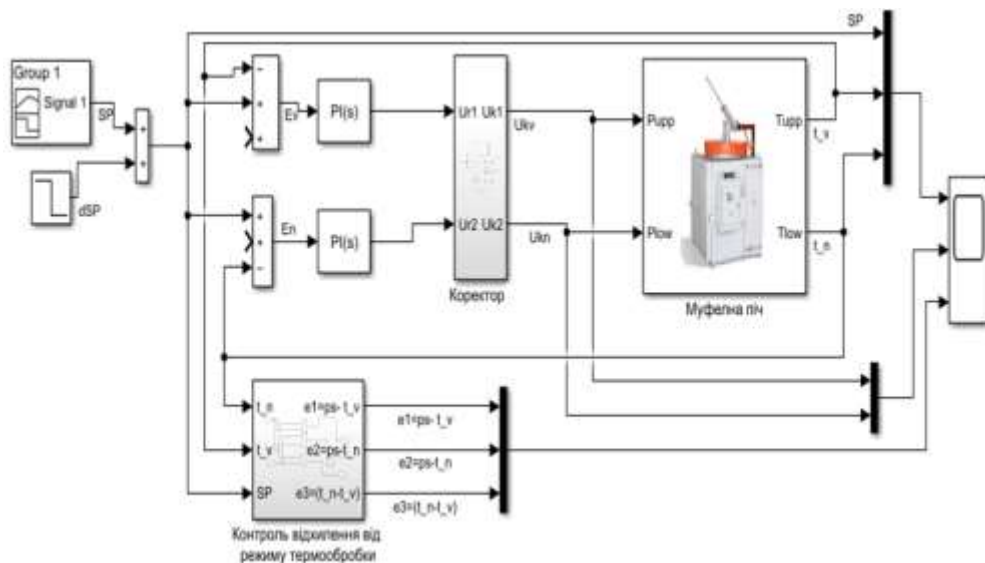 Group 1
Signal 1
SP
dSP
Ev
PI(s)
En
PI(s)
Ur1 Uk1
Ur2 Uk2
Коректор
Ukv
Ukn
Pupp
Plow
Tupp
t_v
Tlow
t_n
Муфелна піч
SP
t_n
t_v
SP
e1=ps- t_v
e2=ps-t_n
e3=(t_n-t_v)
e1=ps- t_v
e2=ps-t_n
e3=(t_n-t_v)
Контроль відхилення від
режиму термообробки